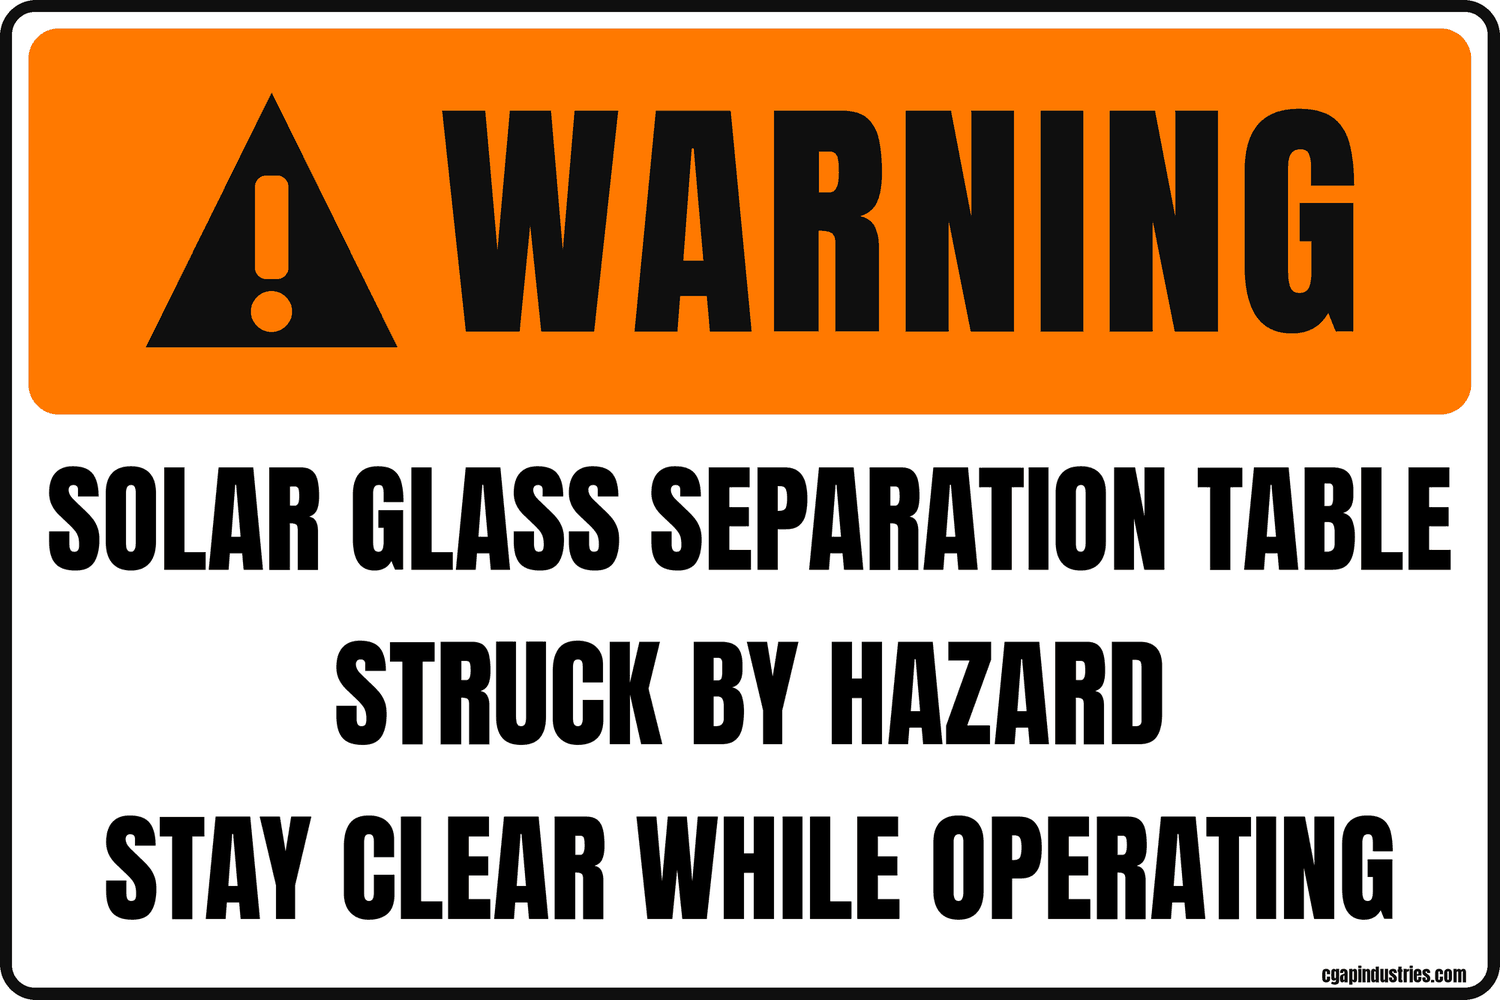 WARNING
SOLAR GLASS SEPARATION TABLE
STRUCK BY HAZARD
STAY CLEAR WHILE OPERATING
cgapindustries.com